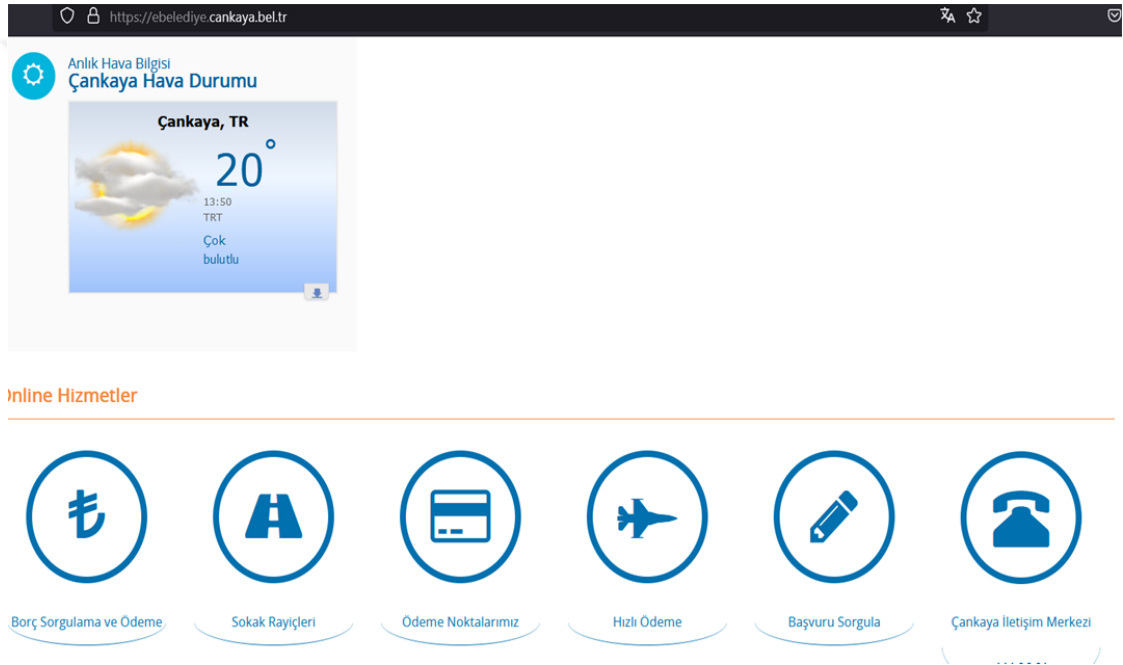 https://ebelediye.cankaya.bel.tr
Anlık Hava Bilgisi
Çankaya Hava Durumu
Çankaya, TR
20°
13:50
TRT
Çok
bulutlu
Online Hizmetler
Borç Sorgulama ve Ödeme
Sokak Rayiçleri
Ödeme Noktalarımız
Hızlı Ödeme
Başvuru Sorgula
Çankaya İletişim Merkezi